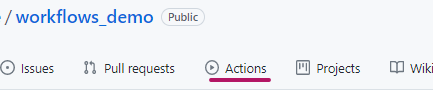 / workflows_demo Public
Issues Pull requests Actions Projects Wiki